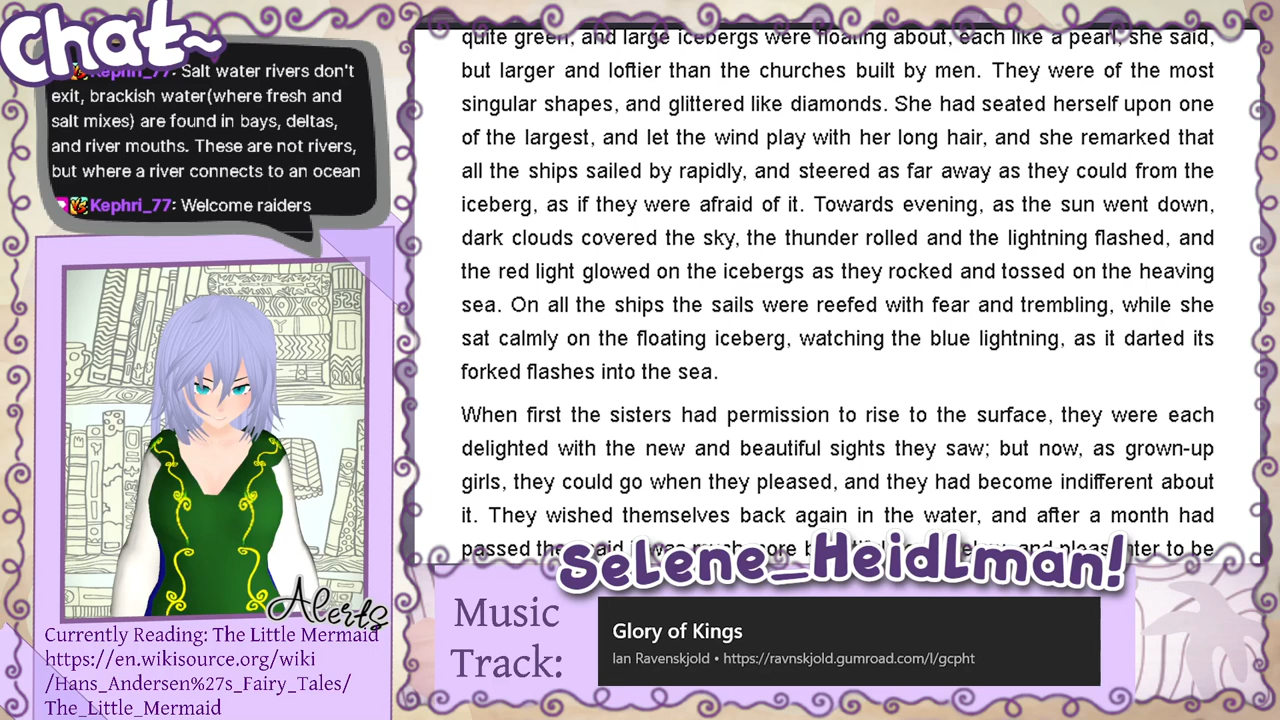 Chat~
Kephri_77: Salt water rivers don't
exit, brackish water(where fresh and
salt mixes) are found in bays, deltas,
and river mouths. These are not rivers,
but where a river connects to an ocean
Kephri_77: Welcome raiders
quite green, and large icebergs were floating about, each like a pearl, she said,
but larger and loftier than the churches built by men. They were of the most
singular shapes, and glittered like diamonds. She had seated herself upon one
of the largest, and let the wind play with her long hair, and she remarked that
all the ships sailed by rapidly, and steered as far away as they could from the
iceberg, as if they were afraid of it. Towards evening, as the sun went down,
dark clouds covered the sky, the thunder rolled and the lightning flashed, and
the red light glowed on the icebergs as they rocked and tossed on the heaving
sea. On all the ships the sails were reefed with fear and trembling, while she
sat calmly on the floating iceberg, watching the blue lightning, as it darted its
forked flashes into the sea.
When first the sisters had permission to rise to the surface, they were each
delighted with the new and beautiful sights they saw; but now, as grown-up
girls, they could go when they pleased, and they had become indifferent about
it. They wished themselves back again in the water, and after a month had
passed they said it was much more and to be
Selene_Heidlman!
Alerts
Currently Reading: The Little Mermaid
https://en.wikisource.org/wiki
/Hans_Andersen%27s_Fairy_Tales/
The_Little_Mermaid
Music
Track:
Glory of Kings
Ian Ravenskjold • https://ravnskjold.gumroad.com/l/gcpht